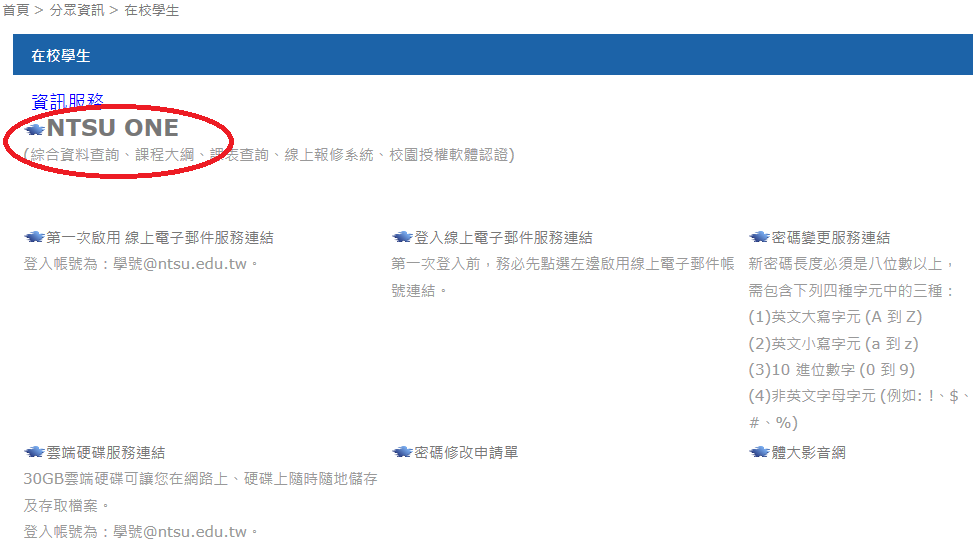 首頁 > 分眾資訊 > 在校學生
在校學生
資訊服務
NTSU ONE
(綜合資料查詢、課程大綱、課表查詢、線上報修系統、校園授權軟體認證)
第一次啟用 線上電子郵件服務連結
登入帳號為：學號@ntsu.edu.tw。
登入線上電子郵件服務連結
第一次登入前，務必先點選左邊啟用線上電子郵件帳
號連結。
密碼變更服務連結
新密碼長度必須是八位數以上，
需包含下列四種字元中的三種：
(1)英文大寫字元 (A 到 Z)
(2)英文小寫字元 (a 到 z)
(3)10 進位數字 (0 到 9)
(4)非英文字母字元 (例如: !、$、
#、%)
雲端硬碟服務連結
30GB雲端硬碟可讓您在網路上、硬碟上隨時隨地儲存
及存取檔案。
登入帳號為：學號@ntsu.edu.tw。
密碼修改申請單
體大影音網